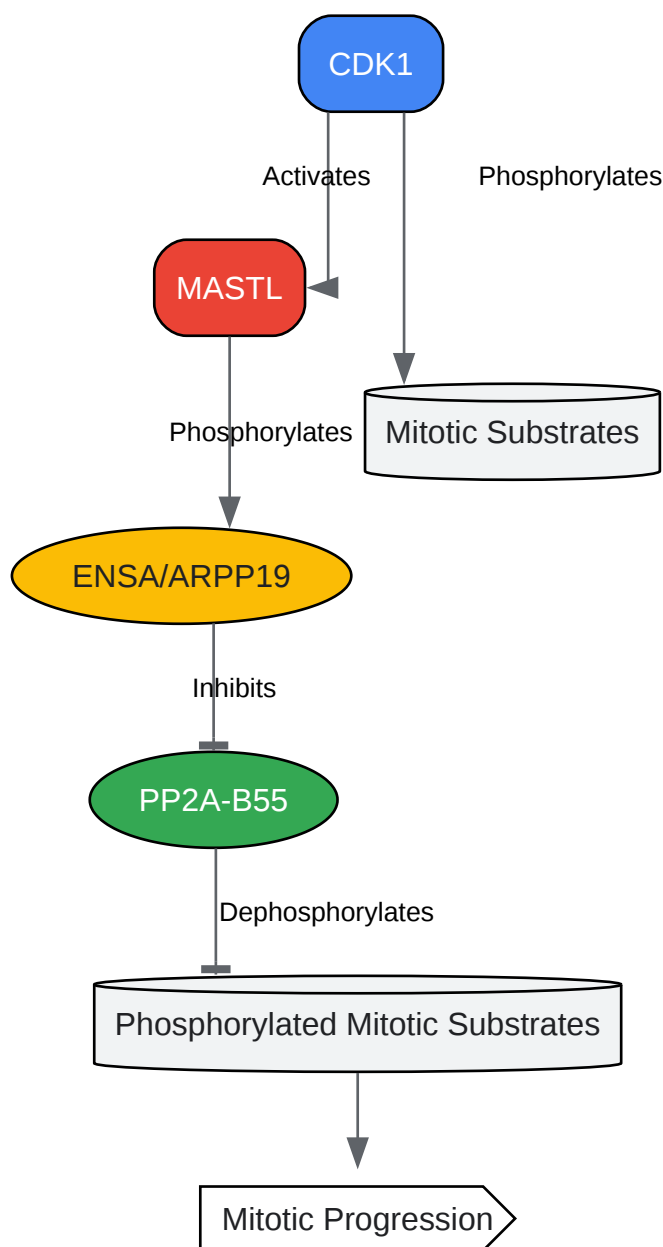 CDK1
Activates
Phosphorylates
MASTL
Phosphorylates
Mitotic Substrates
ENSA/ARPP19
Inhibits
PP2A-B55
Dephosphorylates
Phosphorylated Mitotic Substrates
Mitotic Progression